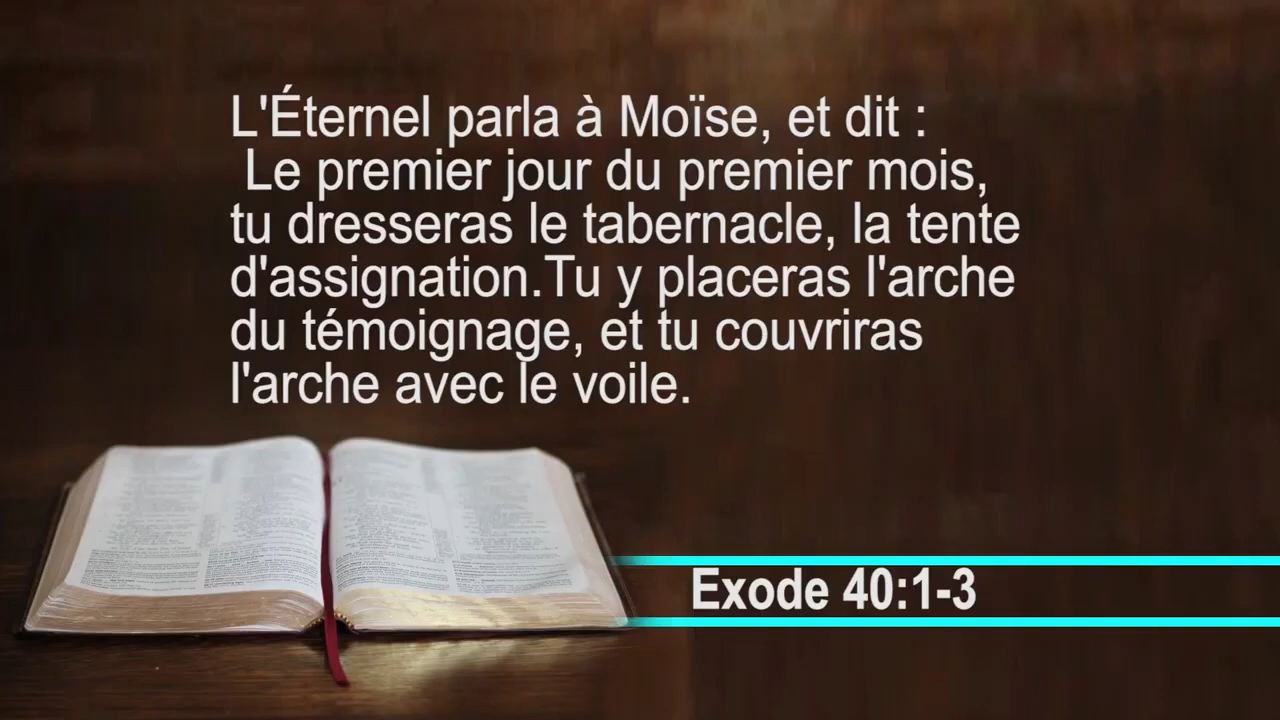 L'Éternel parla à Moïse, et dit :
Le premier jour du premier mois,
tu dresseras le tabernacle, la tente
d'assignation.Tu y placeras l'arche
du témoignage, et tu couvriras
l'arche avec le voile.
Exode 40:1-3